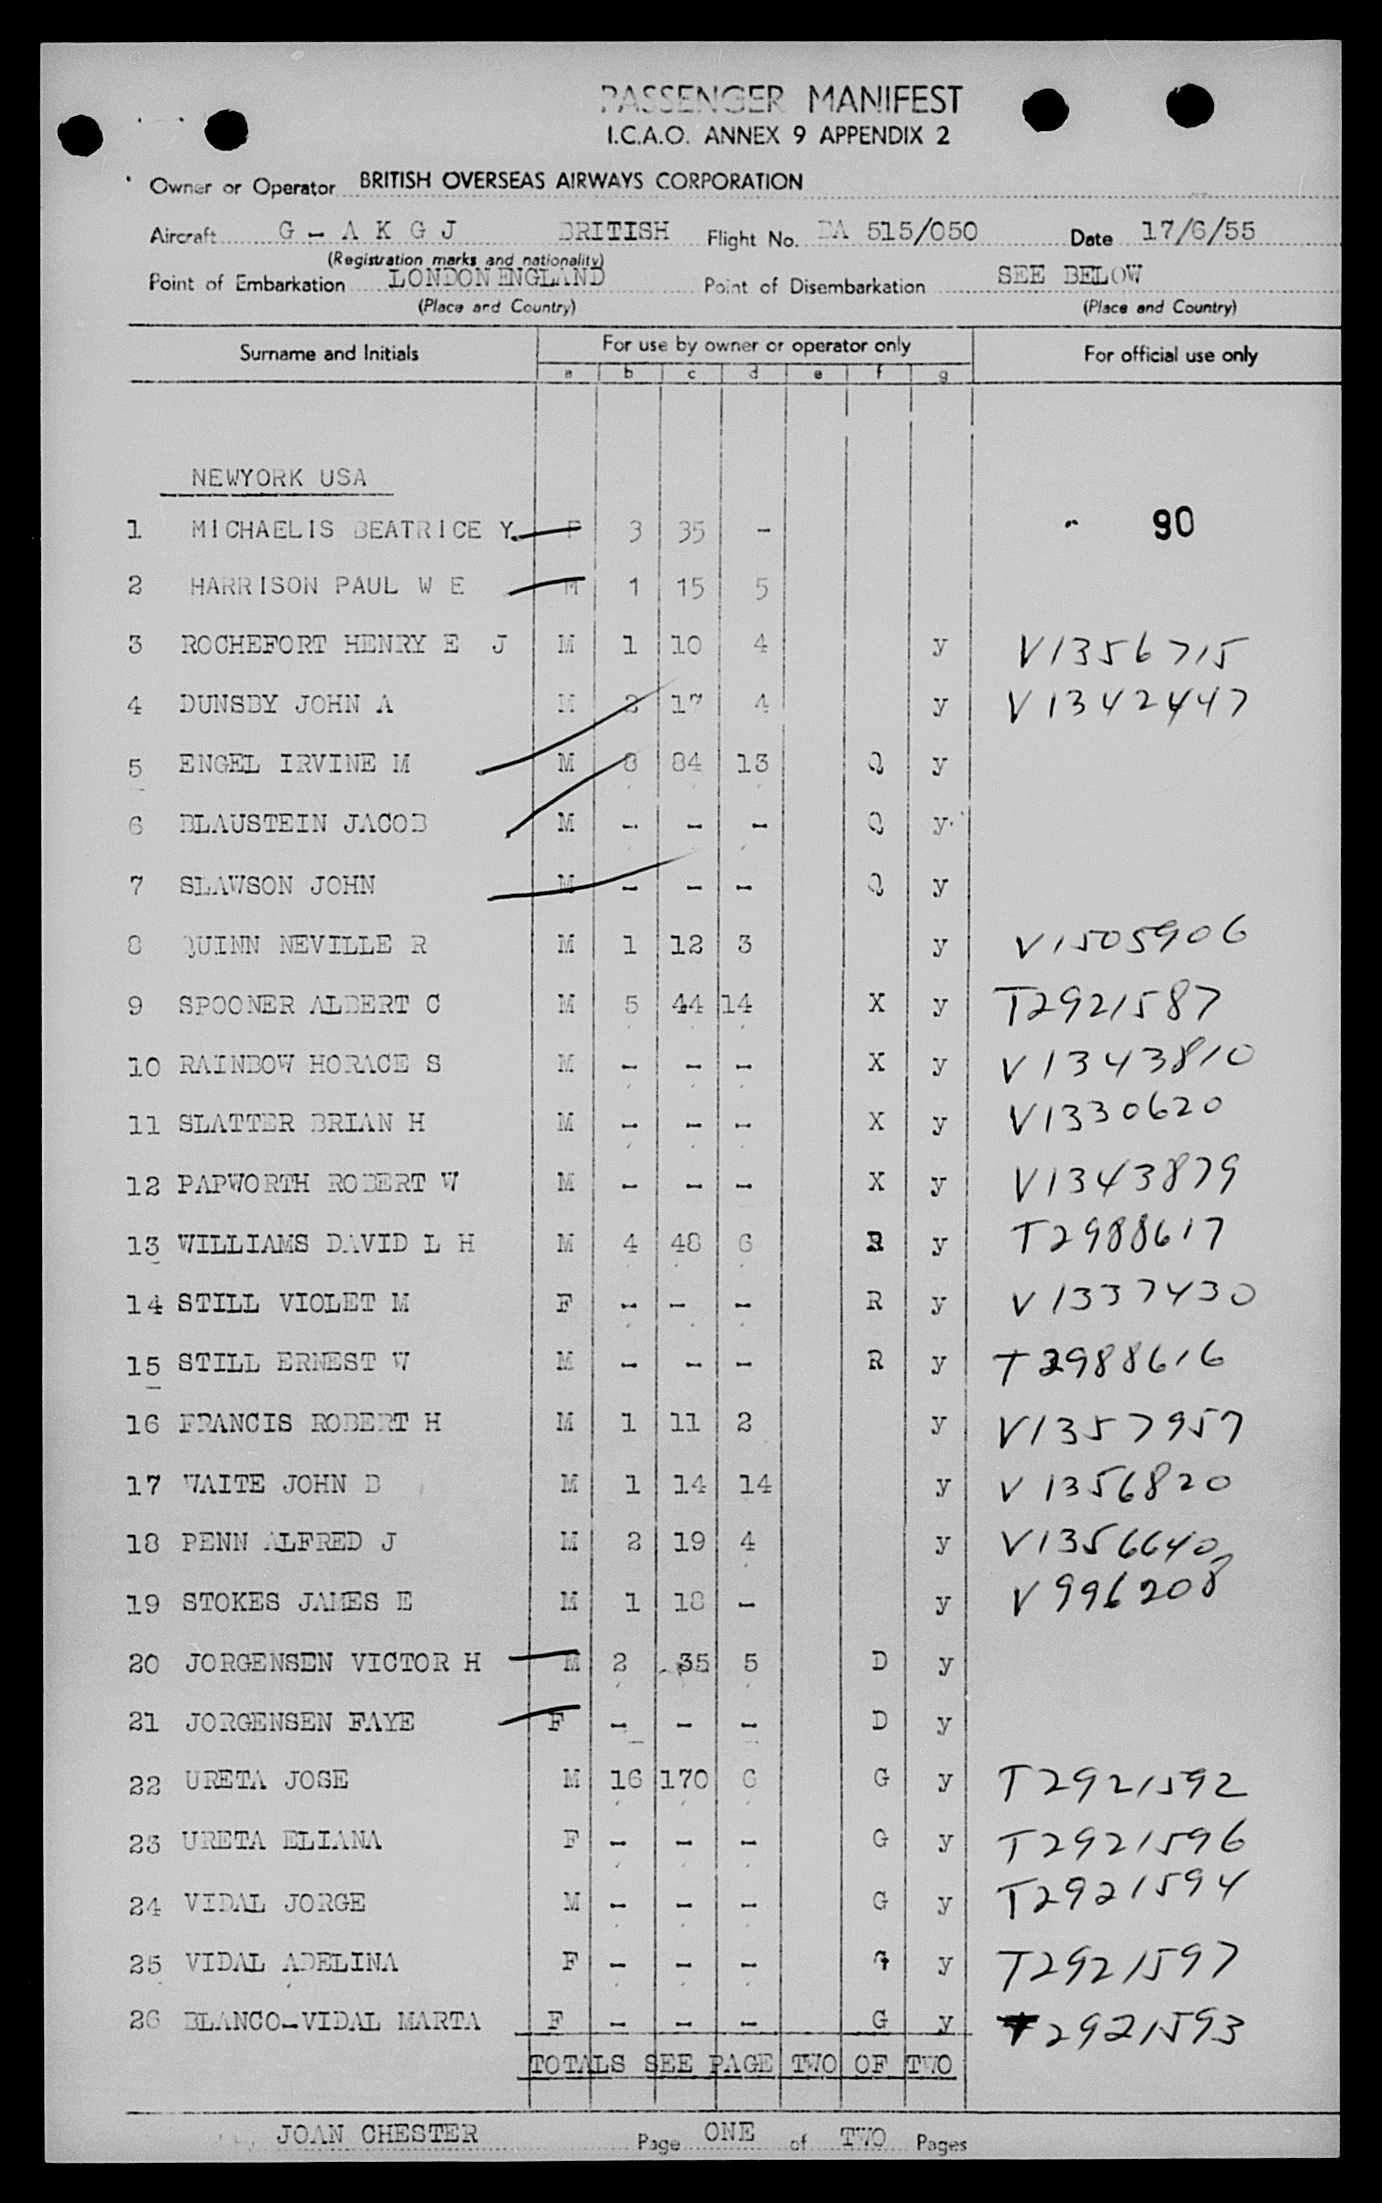 PASSENGER MANIFEST
I.C.A.O. ANNEX 9 APPENDIX 2
Owner or Operator BRITISH OVERSEAS AIRWAYS CORPORATION
Aircraft G - A K G J BRITISH Flight No. BA 515/050 Date 17/6/55
(Registration marks and nationality)
Point of Embarkation LONDON ENGLAND Point of Disembarkation SEE BELOW
(Place and Country) (Place and Country)
Surname and Initials For use by owner or operator only For official use only
a b c d e f g
NEWYORK USA
1 MICHAELIS BEATRICE Y. F 3 35 - 90
2 HARRISON PAUL W E M 1 15 5
3 ROCHEFORT HENRY E J M 1 10 4 y V1356715
4 DUNSBY JOHN A M 2 17 4 y V1342447
5 ENGEL IRVINE M M 8 84 13 Q y
6 BLAUSTEIN JACOB M - - - Q y
7 SLAWSON JOHN M - - - Q y
8 QUINN NEVILLE R M 1 12 3 y V1505906
9 SPOONER ALBERT C M 5 44 14 X y T2921587
10 RAINBOW HORACE S M - - - X y V1343810
11 SLATTER BRIAN H M - - - X y V1330620
12 PAPWORTH ROBERT W M - - - X y V1343879
13 WILLIAMS DAVID L H M 4 48 6 R y T2988617
14 STILL VIOLET M F - - - R y V1337430
15 STILL ERNEST W M - - - R y T2988616
16 FRANCIS ROBERT H M 1 11 2 y V1357957
17 WAITE JOHN D M 1 14 14 y V1356820
18 PENN ALFRED J M 2 19 4 y V1356640
19 STOKES JAMES E M 1 18 - y V996208
20 JORGENSEN VICTOR H M 2 35 5 D y
21 JORGENSEN FAYE F - - - D y
22 URETA JOSE M 16 170 6 G y T2921592
23 URETA ELIANA F - - - G y T2921596
24 VIDAL JORGE M - - - G y T2921594
25 VIDAL ADELINA F - - - G y T2921597
26 BLANCO-VIDAL MARTA F - - - G y T2921593
TOTALS SEE PAGE TWO OF TWO
JOAN CHESTER Page ONE of TWO Pages